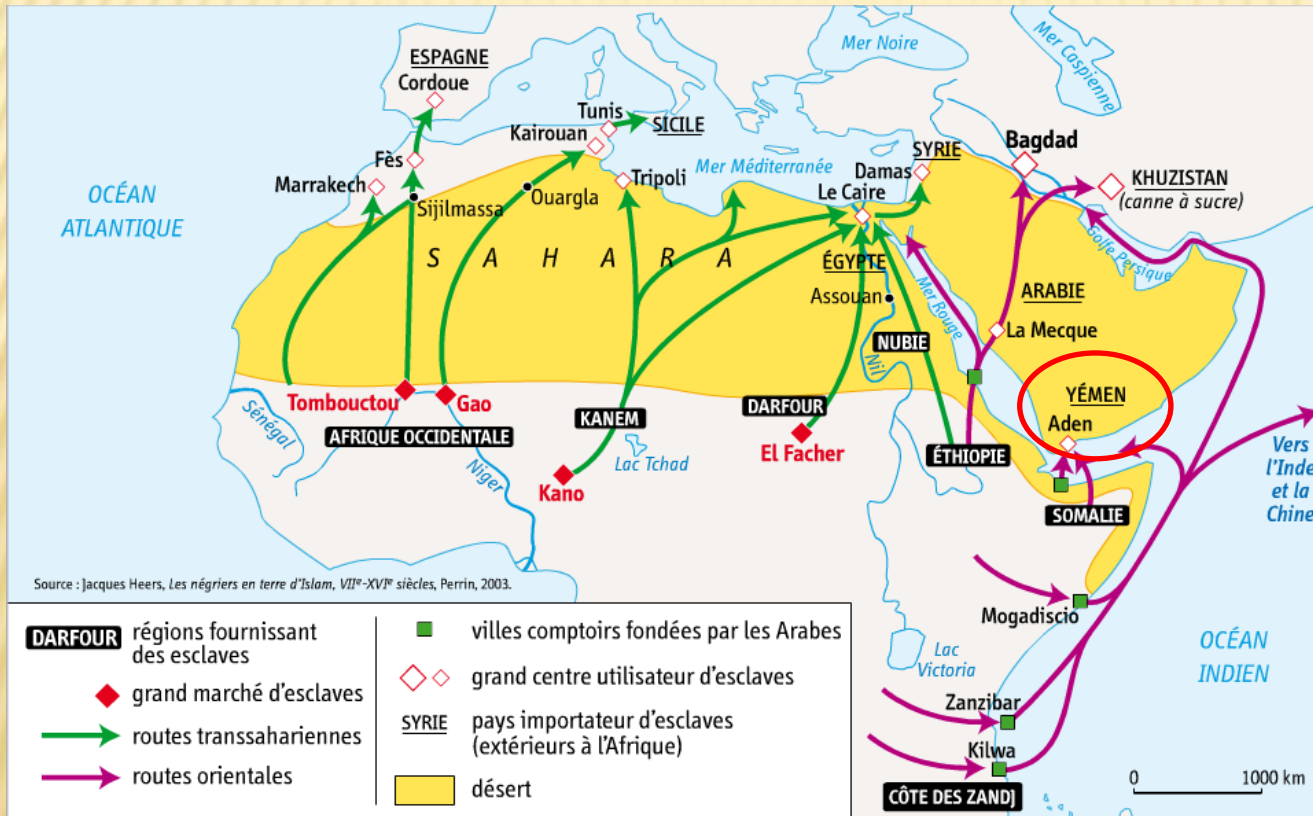 Mer Noire
Mer Caspienne
ESPAGNE
Cordoue
Tunis
Kairouan
SICILE
Bagdad
SYRIE
Fès
Mer Méditerranée
Damas
Marrakech
Tripoli
KHUZISTAN
(canne à sucre)
OCÉAN
ATLANTIQUE
Sijilmassa
Ouargla
Le Caire
SAHARA
Golfe Persique
ÉGYPTE
Assouan
Mer Rouge
ARABIE
La Mecque
NUBIE
Nil
YÉMEN
Aden
Tombouctou
Gao
Sénégal
AFRIQUE OCCIDENTALE
KANEM
DARFOUR
El Facher
Lac Tchad
ÉTHIOPIE
Niger
Kano
SOMALIE
Vers
l'Inde
et la
Chine
Source : Jacques Heers, Les négriers en terre d'Islam, VIIe-XVIe siècles, Perrin, 2003.
Mogadiscio
Lac
Victoria
OCÉAN
INDIEN
Zanzibar
Kilwa
CÔTE DES ZANDJ
0 1000 km
DARFOUR régions fournissant
des esclaves
grand marché d'esclaves
routes transsahariennes
routes orientales
villes comptoirs fondées par les Arabes
grand centre utilisateur d'esclaves
SYRIE pays importateur d'esclaves
(extérieurs à l'Afrique)
désert